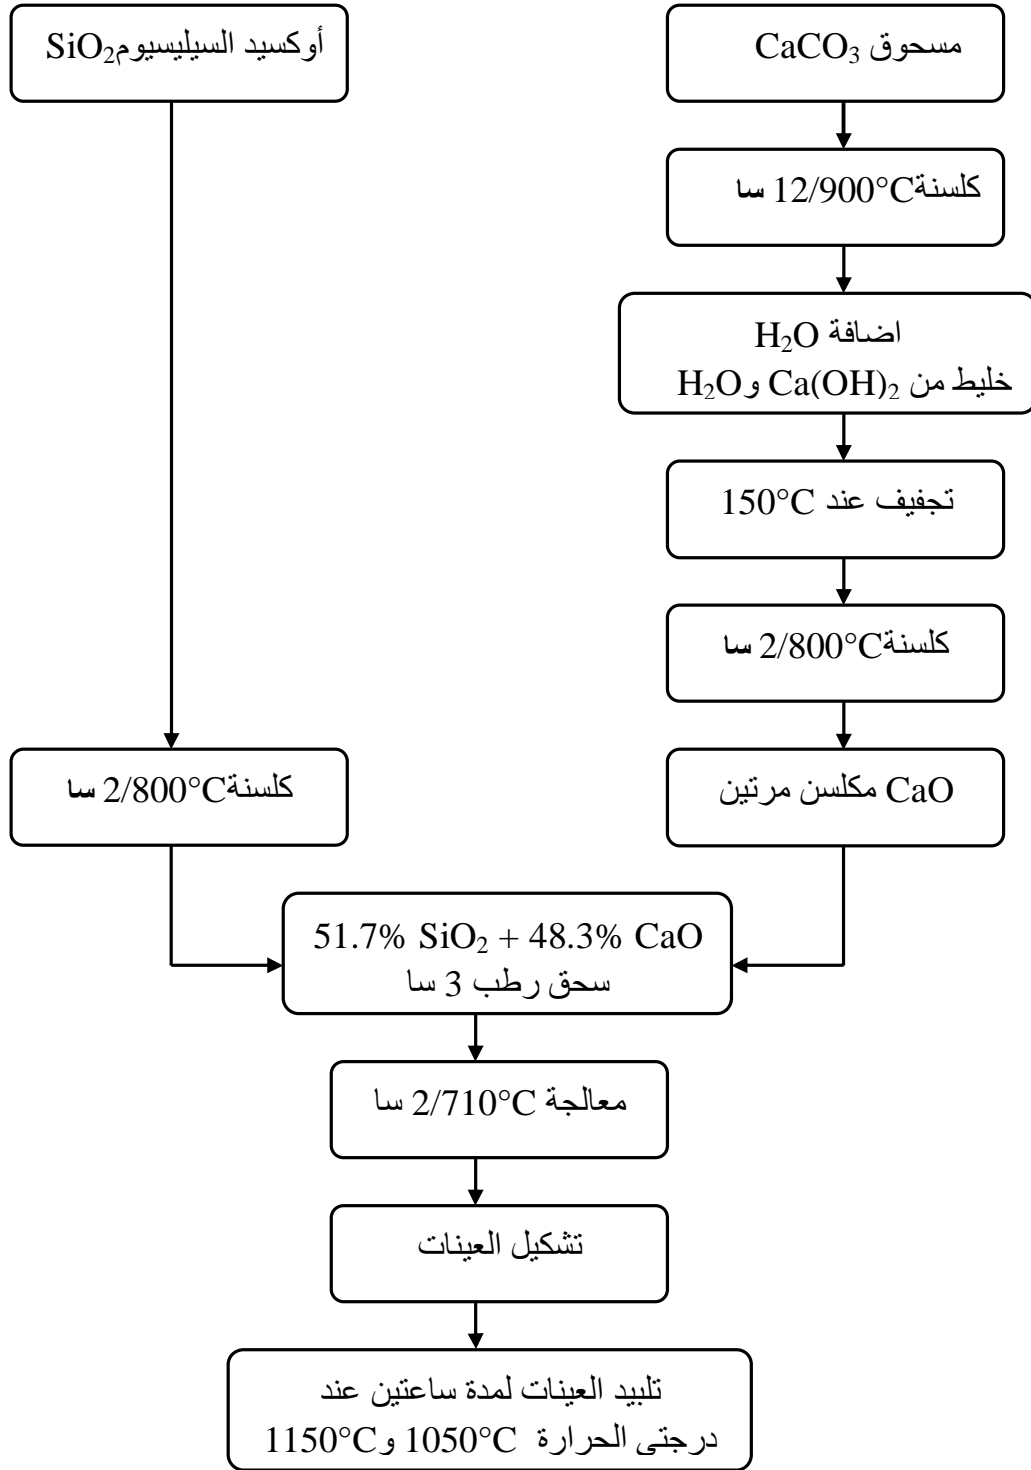 أوكسيد السيليسيوم SiO₂
مسحوق CaCO₃
كلسنة 12/900°C سا
اضافة H₂O
خليط من Ca(OH)₂ و H₂O
تجفيف عند 150°C
كلسنة 2/800°C سا
كلسنة 2/800°C سا
CaO مكلسن مرتين
51.7% SiO₂ + 48.3% CaO
سحق رطب 3 سا
معالجة 2/710°C سا
تشكيل العينات
تلبيد العينات لمدة ساعتين عند
درجتي الحرارة 1050°C و 1150°C